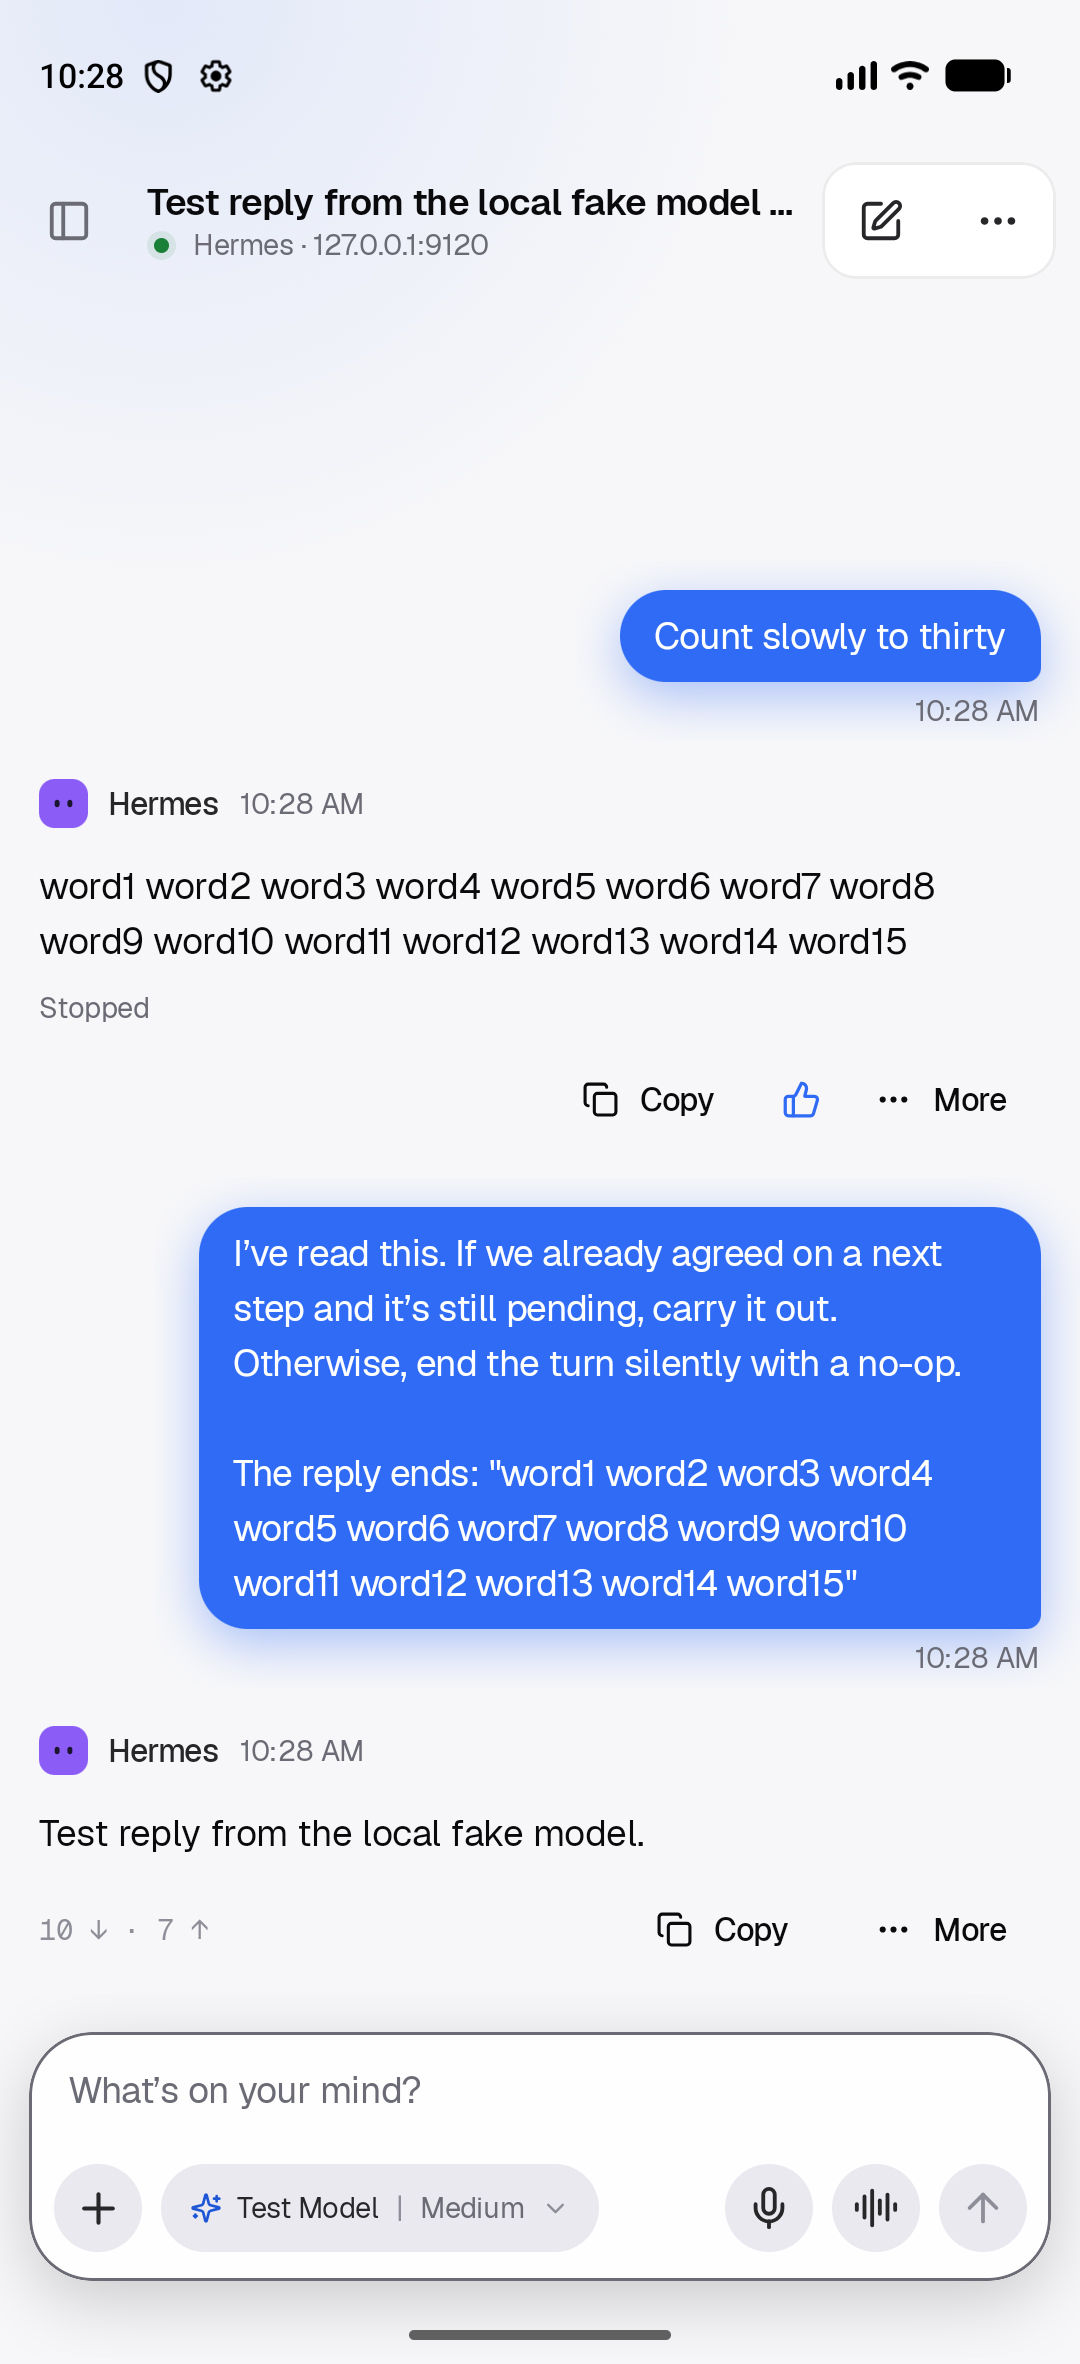 10:28
Test reply from the local fake model ...
Hermes · 127.0.0.1:9120
Count slowly to thirty
10:28 AM
Hermes 10:28 AM
word1 word2 word3 word4 word5 word6 word7 word8
word9 word10 word11 word12 word13 word14 word15
Stopped
Copy More
I’ve read this. If we already agreed on a next
step and it’s still pending, carry it out.
Otherwise, end the turn silently with a no-op.
The reply ends: "word1 word2 word3 word4
word5 word6 word7 word8 word9 word10
word11 word12 word13 word14 word15"
10:28 AM
Hermes 10:28 AM
Test reply from the local fake model.
10 ↓ · 7 ↑ Copy More
What’s on your mind?
Test Model | Medium